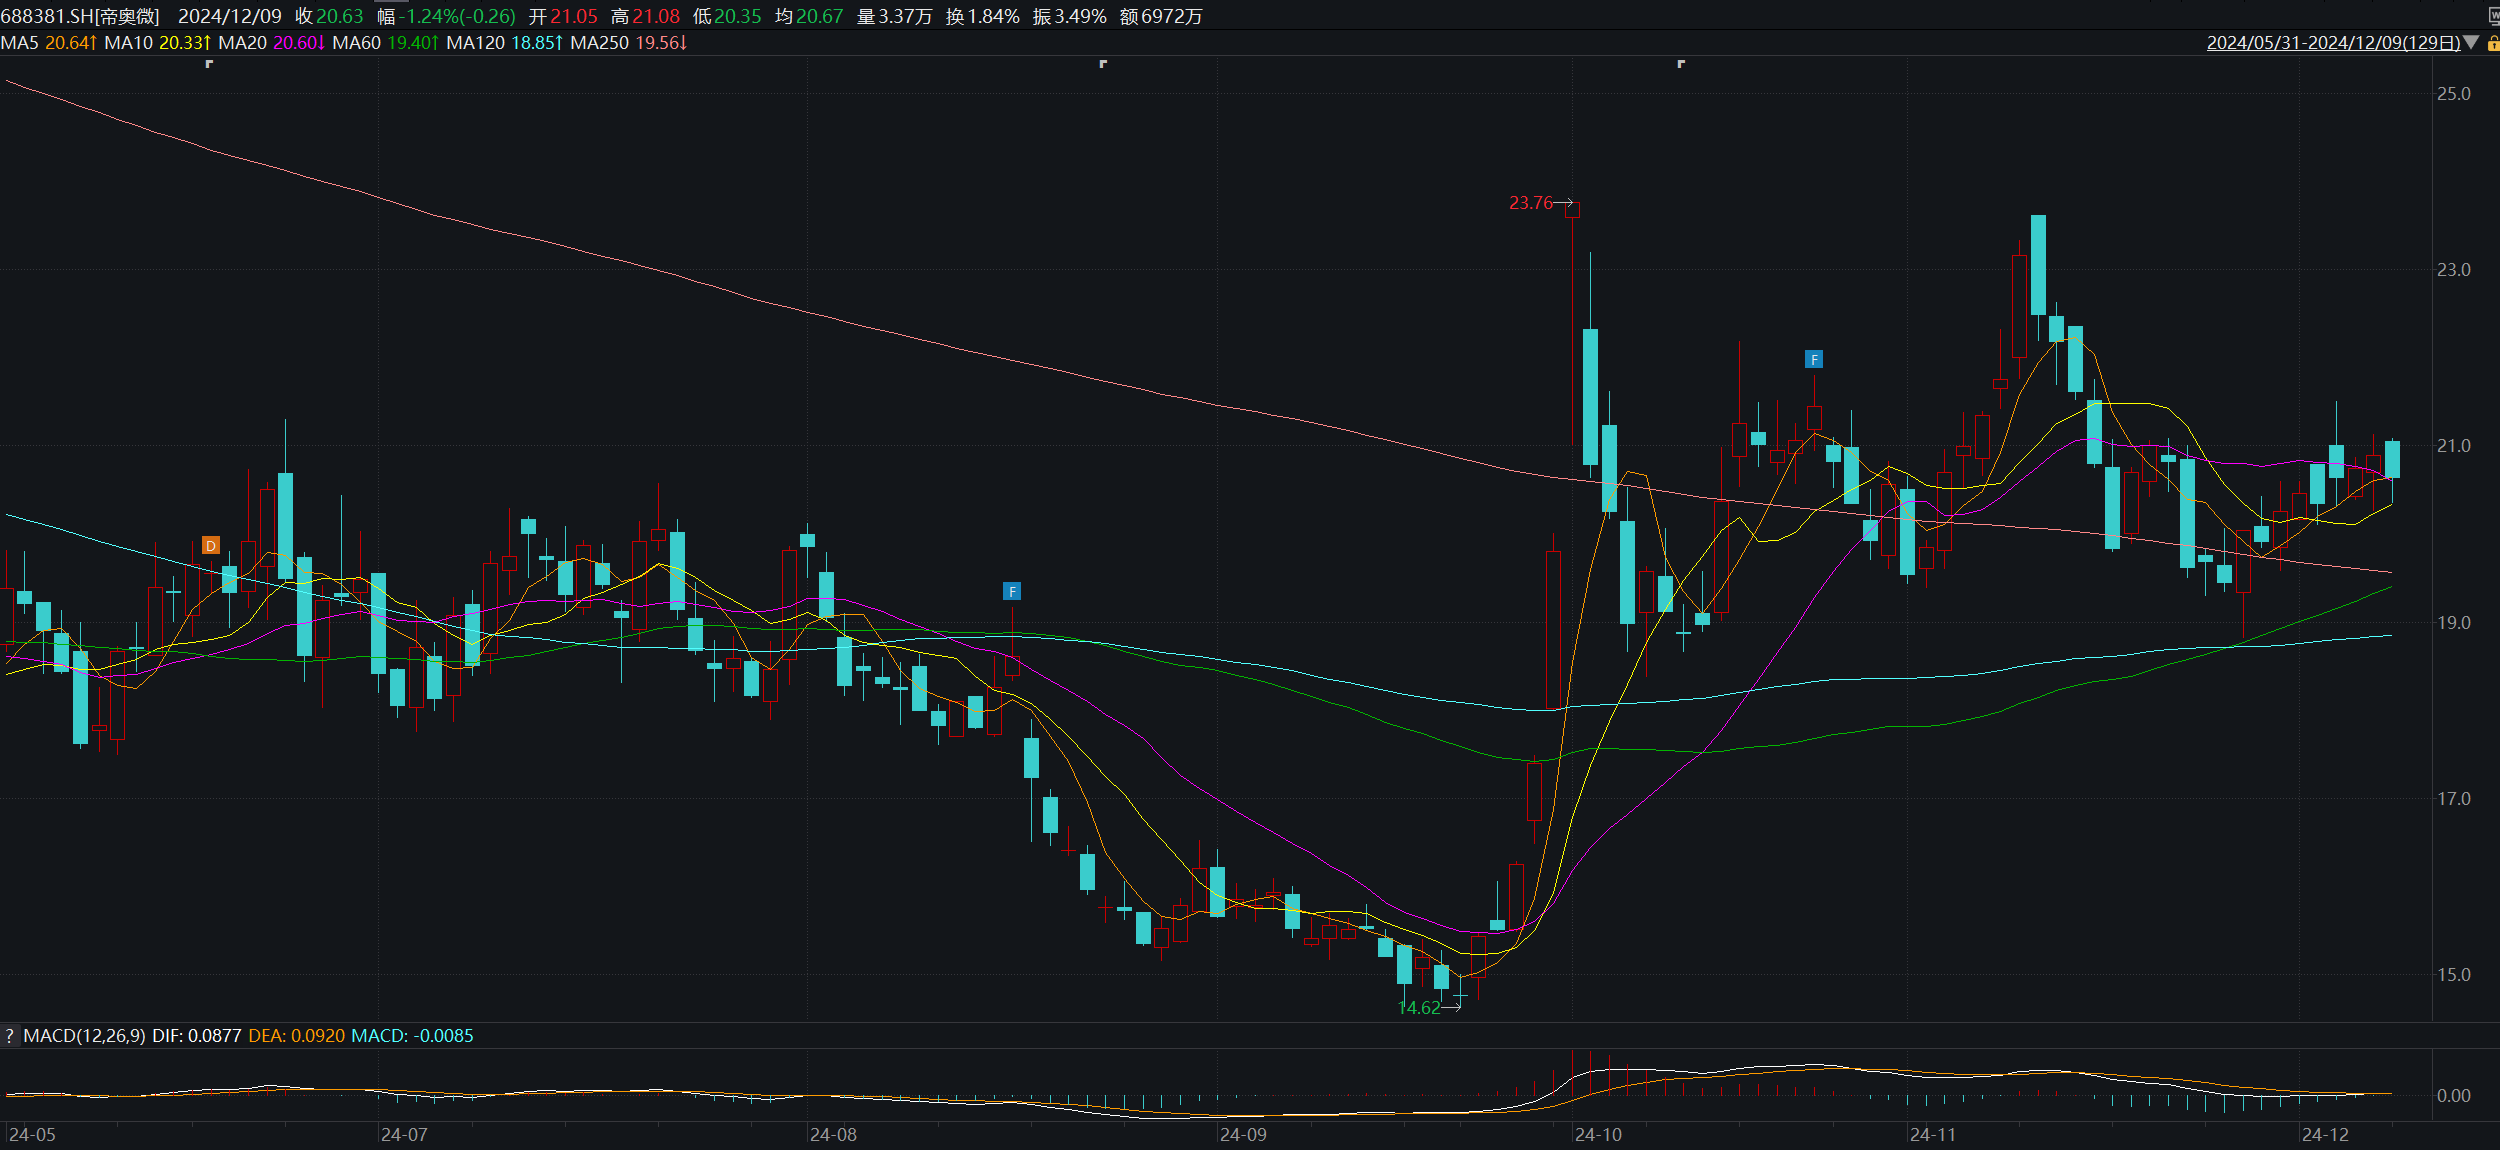 688381.SH[帝奥微] 2024/12/09 收20.63 幅-1.24%(-0.26) 开21.05 高21.08 低20.35 均20.67 量3.37万 换1.84% 振3.49% 额6972万
MA5 20.64↑ MA10 20.33↑ MA20 20.60↓ MA60 19.40↑ MA120 18.85↑ MA250 19.56↓
2024/05/31-2024/12/09(129日)
25.0
23.76
23.0
F
21.0
D
F
19.0
17.0
15.0
14.62
? MACD(12,26,9) DIF: 0.0877 DEA: 0.0920 MACD: -0.0085
0.00
24-05 24-07 24-08 24-09 24-10 24-11 24-12